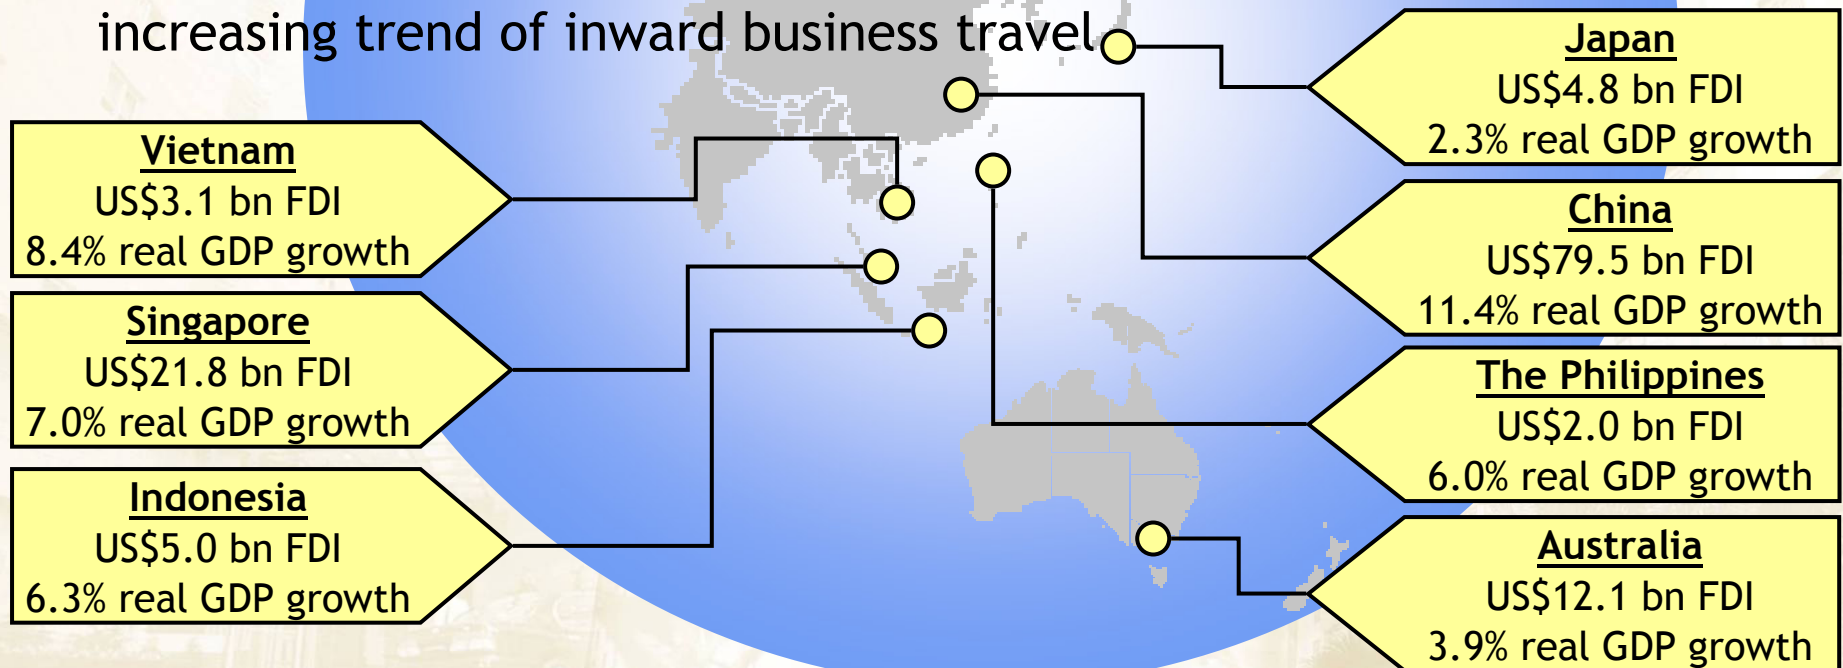 increasing trend of inward business travel
Vietnam
US$3.1 bn FDI
8.4% real GDP growth
Singapore
US$21.8 bn FDI
7.0% real GDP growth
Indonesia
US$5.0 bn FDI
6.3% real GDP growth
Japan
US$4.8 bn FDI
2.3% real GDP growth
China
US$79.5 bn FDI
11.4% real GDP growth
The Philippines
US$2.0 bn FDI
6.0% real GDP growth
Australia
US$12.1 bn FDI
3.9% real GDP growth